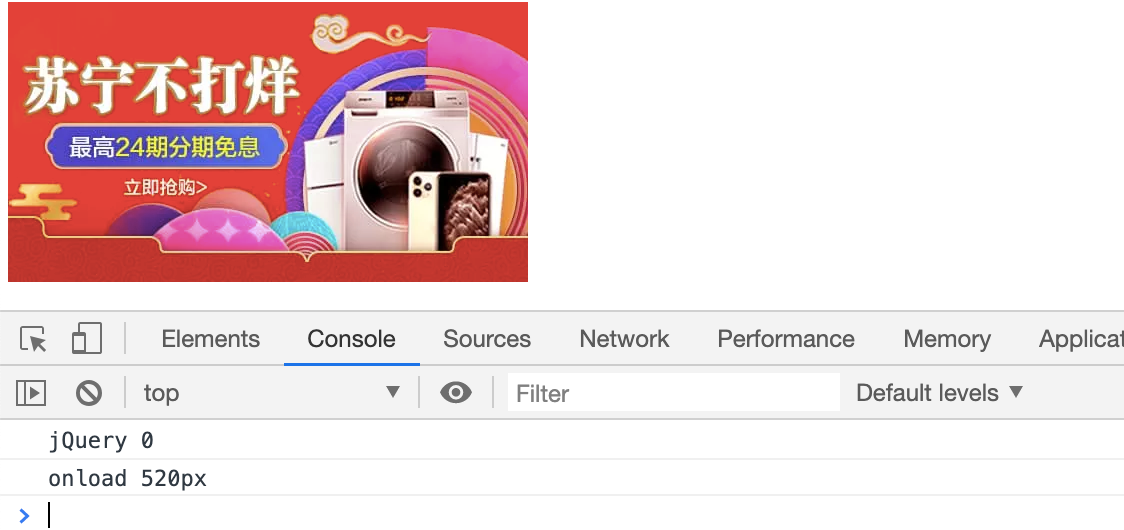 苏宁不打烊
最高24期分期免息
立即抢购>
Elements Console Sources Network Performance Memory Applicat
top ▼ Filter Default levels ▼
jQuery 0
onload 520px
>